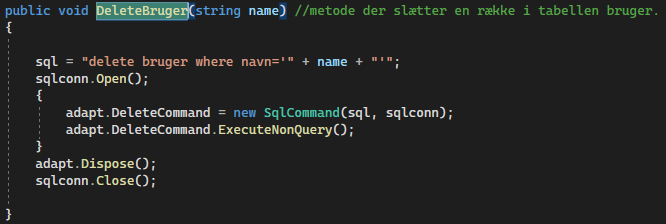 public void DeleteBruger(string name) //metode der slætter en række i tabellen bruger.
{
sql = "delete bruger where navn='" + name + "'";
sqlconn.Open();
{
adapt.DeleteCommand = new SqlCommand(sql, sqlconn);
adapt.DeleteCommand.ExecuteNonQuery();
}
adapt.Dispose();
sqlconn.Close();
}